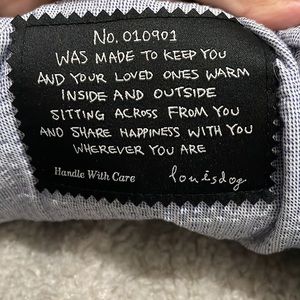 No. 010901
WAS MADE TO KEEP YOU
AND YOUR LOVED ONES WARM
INSIDE AND OUTSIDE
SITTING ACROSS FROM YOU
AND SHARE HAPPINESS WITH YOU
WHEREVER YOU ARE
Handle With Care louisdog